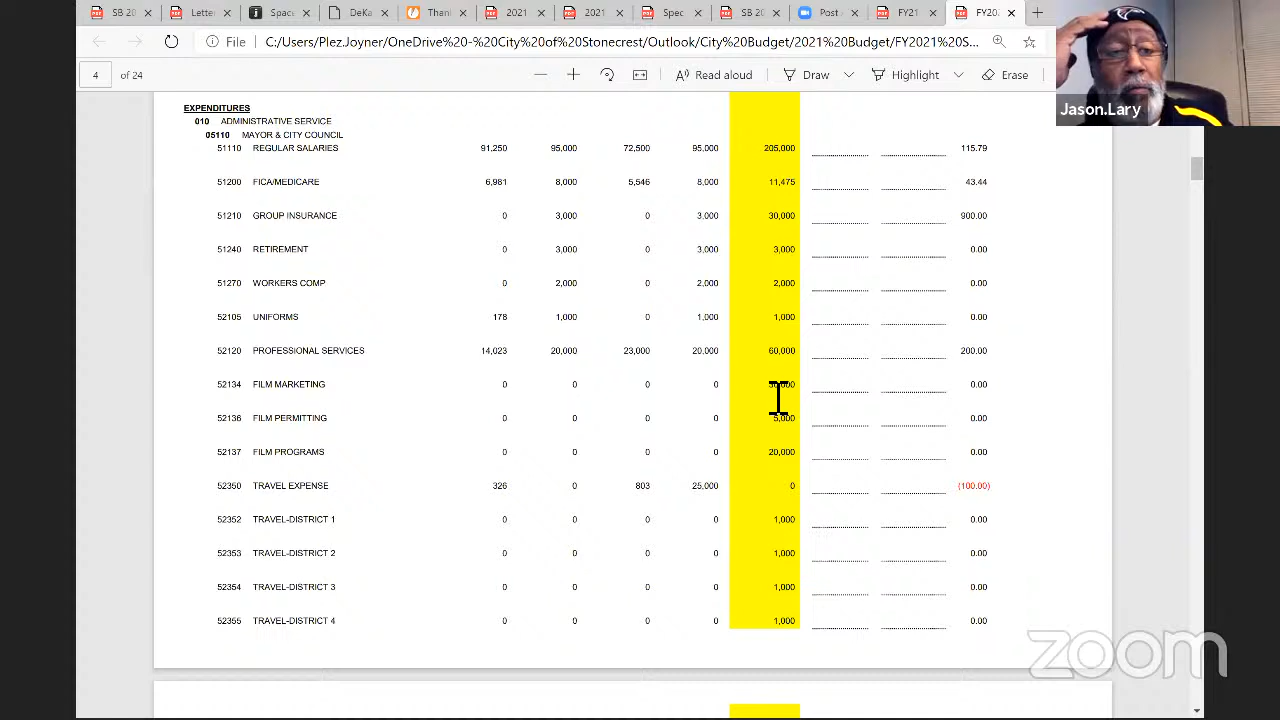 SB 20
Lette
Spac
20
202
Spec
SB 2
Post
FY21
FY20
File C:/Users/Plez.Joyner/OneDrive%20-%20City%20of%20Stonecrest/Outlook/City%20Budget/2021%20Budget/FY2021%20S...
4 of 24 Read aloud Draw Highlight Erase
Jason.Lary
EXPENDITURES
010 ADMINISTRATIVE SERVICE
05110 MAYOR & CITY COUNCIL
51110 REGULAR SALARIES 91,250 95,000 72,500 95,000 205,000 115.79
51200 FICA/MEDICARE 6,981 8,000 5,546 8,000 11,475 43.44
51210 GROUP INSURANCE 0 3,000 0 3,000 30,000 900.00
51240 RETIREMENT 0 3,000 0 3,000 3,000 0.00
51270 WORKERS COMP 0 2,000 0 2,000 2,000 0.00
52105 UNIFORMS 178 1,000 0 1,000 1,000 0.00
52120 PROFESSIONAL SERVICES 14,023 20,000 23,000 20,000 60,000 200.00
52134 FILM MARKETING 0 0 0 0 0.00
52136 FILM PERMITTING 0 0 0 0 5,000 0.00
52137 FILM PROGRAMS 0 0 0 0 20,000 0.00
52350 TRAVEL EXPENSE 326 0 803 25,000 0 (100.00)
52352 TRAVEL-DISTRICT 1 0 0 0 0 1,000 0.00
52353 TRAVEL-DISTRICT 2 0 0 0 0 1,000 0.00
52354 TRAVEL-DISTRICT 3 0 0 0 0 1,000 0.00
52355 TRAVEL-DISTRICT 4 0 0 0 0 1,000 0.00
zoom